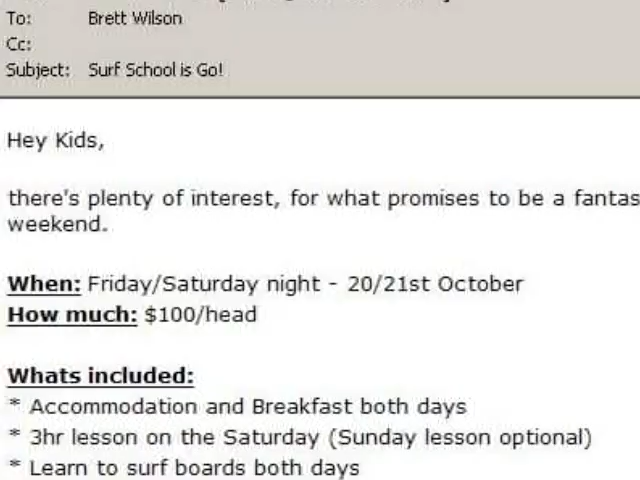 To: Brett Wilson
Cc:
Subject: Surf School is Go!
Hey Kids,
there's plenty of interest, for what promises to be a fantas
weekend.
When: Friday/Saturday night - 20/21st October
How much: $100/head
Whats included:
* Accommodation and Breakfast both days
* 3hr lesson on the Saturday (Sunday lesson optional)
* Learn to surf boards both days